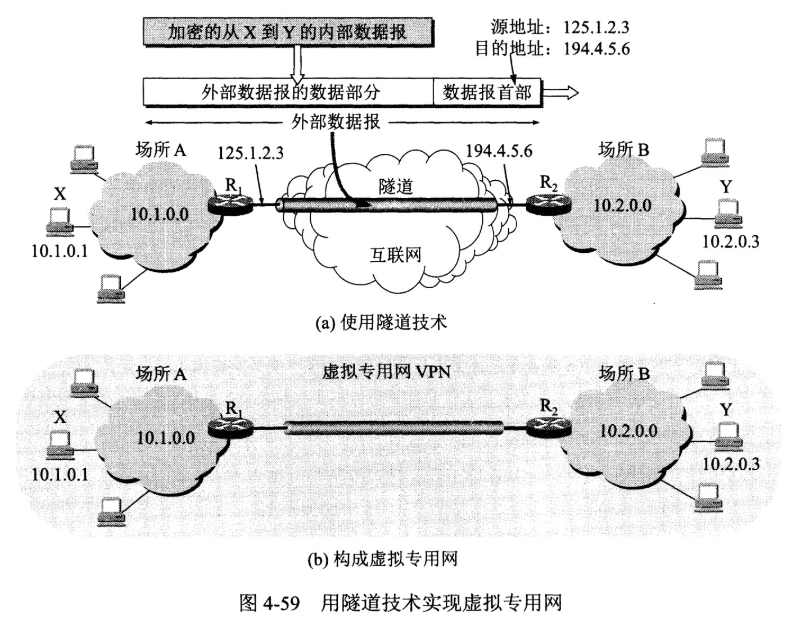 加密的从 X 到 Y 的内部数据报
源地址：125.1.2.3
目的地址：194.4.5.6
外部数据报的数据部分
数据报首部
外部数据报
场所 A
125.1.2.3
194.4.5.6
场所 B
X
R1
隧道
R2
Y
10.1.0.0
10.2.0.0
10.1.0.1
互联网
10.2.0.3
(a) 使用隧道技术
场所 A
虚拟专用网 VPN
场所 B
X
R1
R2
Y
10.1.0.0
10.2.0.0
10.1.0.1
10.2.0.3
(b) 构成虚拟专用网
图 4-59 用隧道技术实现虚拟专用网